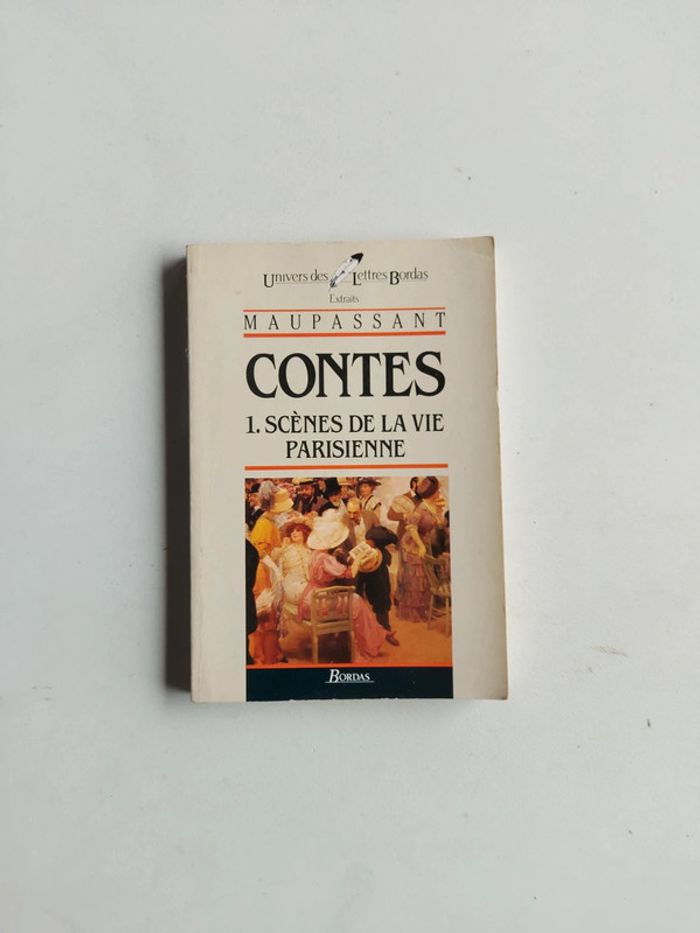 Univers des Lettres Bordas
Extraits
MAUPASSANT
CONTES
1. SCÈNES DE LA VIE
PARISIENNE
BORDAS